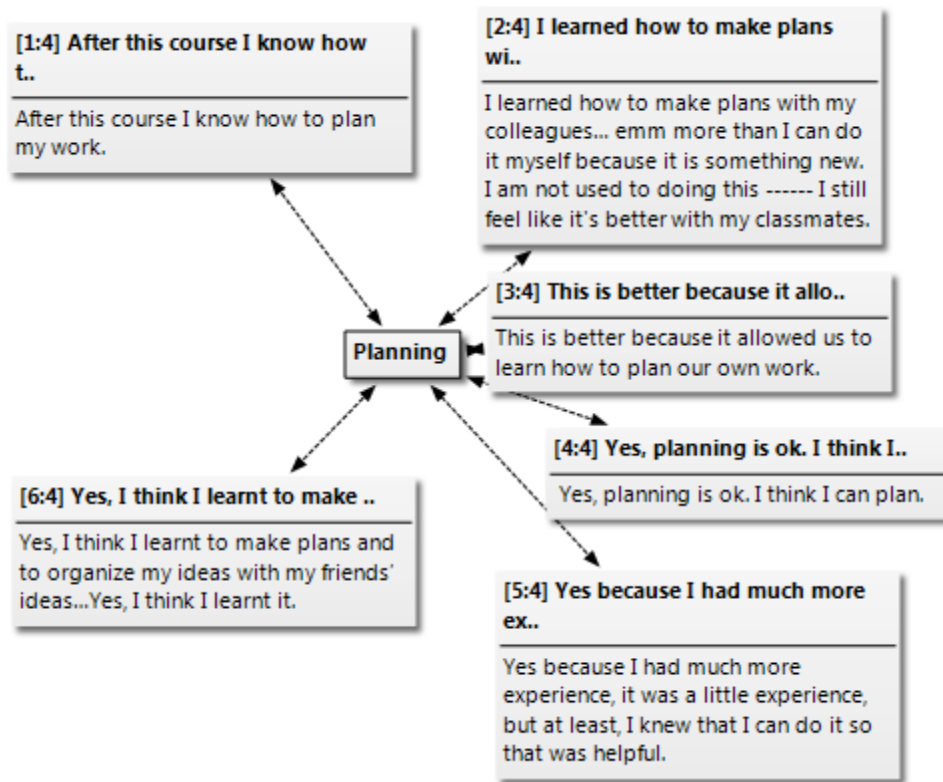 [1:4] After this course I know how
t..
After this course I know how to plan
my work.
[2:4] I learned how to make plans
wi..
I learned how to make plans with my
colleagues... emm more than I can do
it myself because it is something new.
I am not used to doing this ------ I still
feel like it's better with my classmates.
[3:4] This is better because it allo..
This is better because it allowed us to
learn how to plan our own work.
Planning
[4:4] Yes, planning is ok. I think I..
Yes, planning is ok. I think I can plan.
[6:4] Yes, I think I learnt to make ..
Yes, I think I learnt to make plans and
to organize my ideas with my friends'
ideas...Yes, I think I learnt it.
[5:4] Yes because I had much more
ex..
Yes because I had much more
experience, it was a little experience,
but at least, I knew that I can do it so
that was helpful.